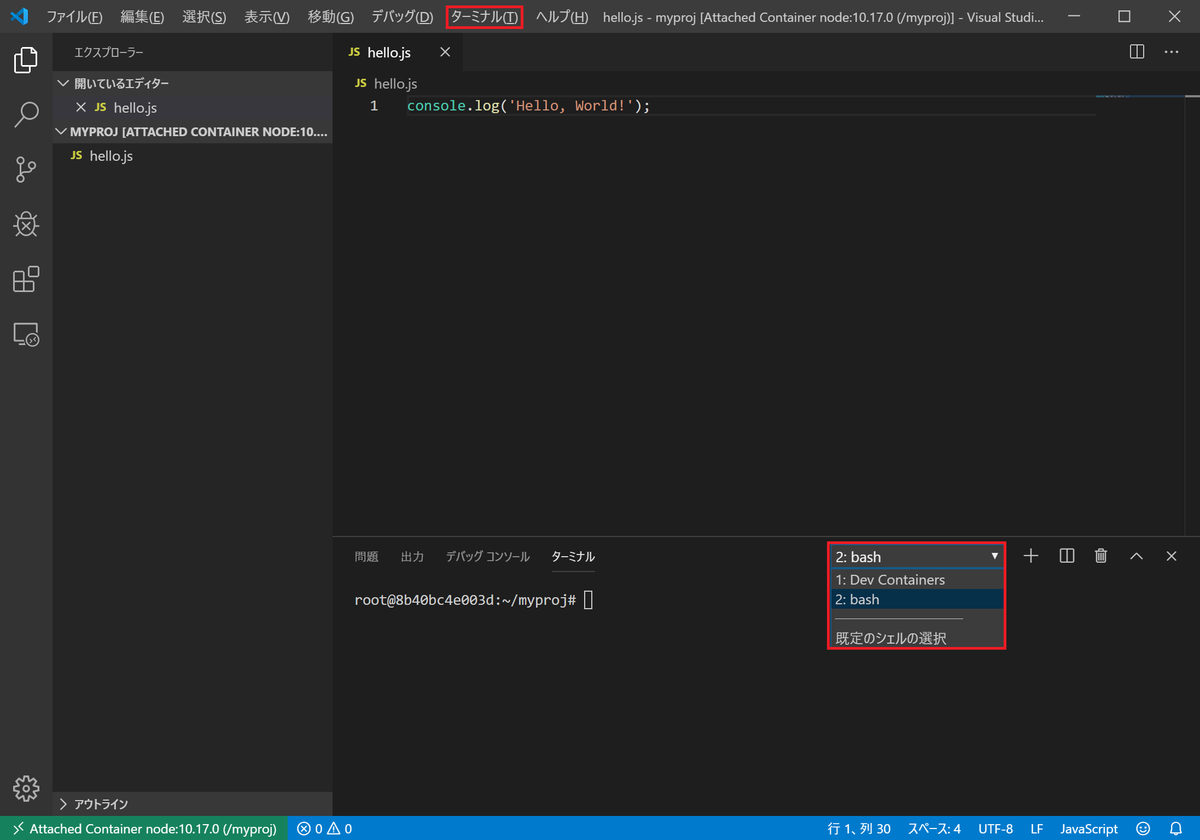 ファイル(F) 編集(E) 選択(S) 表示(V) 移動(G) デバッグ(D) ターミナル(T) ヘルプ(H) hello.js - myproj [Attached Container node:10.17.0 (/myproj)] - Visual Studi...
エクスプローラー
開いているエディター
JS hello.js
MYPROJ [ATTACHED CONTAINER NODE:10....
JS hello.js
アウトライン
JS hello.js
JS hello.js
1 console.log('Hello, World!');
問題 出力 デバッグ コンソール ターミナル
2: bash
1: Dev Containers
2: bash
既定のシェルの選択
root@8b40bc4e003d:~/myproj#
Attached Container node:10.17.0 (/myproj) 0 0 行 1、列 30 スペース: 4 UTF-8 LF JavaScript